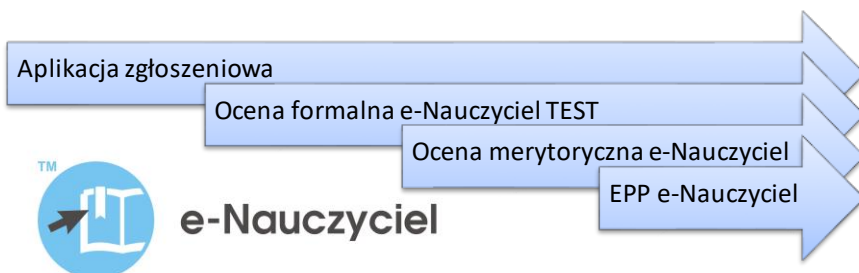 Aplikacja zgłoszeniowa
Ocena formalna e-Nauczyciel TEST
Ocena merytoryczna e-Nauczyciel
EPP e-Nauczyciel
TM
e-Nauczyciel